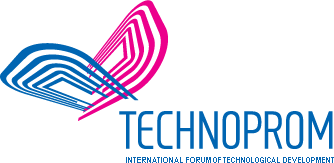 TECHNOPROM
INTERNATIONAL FORUM OF TECHNOLOGICAL DEVELOPMENT